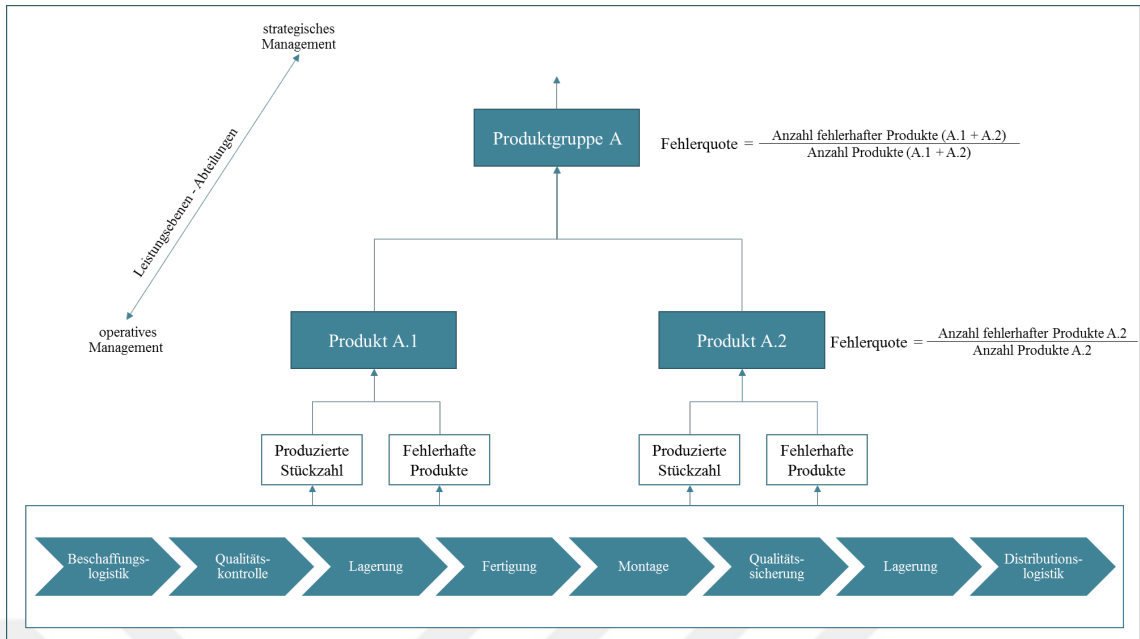 strategisches
Management
Leistungsebenen - Abteilungen
operatives
Management
Produktgruppe A
Fehlerquote = Anzahl fehlerhafter Produkte (A.1 + A.2)
Anzahl Produkte (A.1 + A.2)
Produkt A.1
Produkt A.2
Fehlerquote = Anzahl fehlerhafter Produkte A.2
Anzahl Produkte A.2
Produzierte
Stückzahl
Fehlerhafte
Produkte
Produzierte
Stückzahl
Fehlerhafte
Produkte
Beschaffungs-
logistik
Qualitäts-
kontrolle
Lagerung
Fertigung
Montage
Qualitäts-
sicherung
Lagerung
Distributions-
logistik